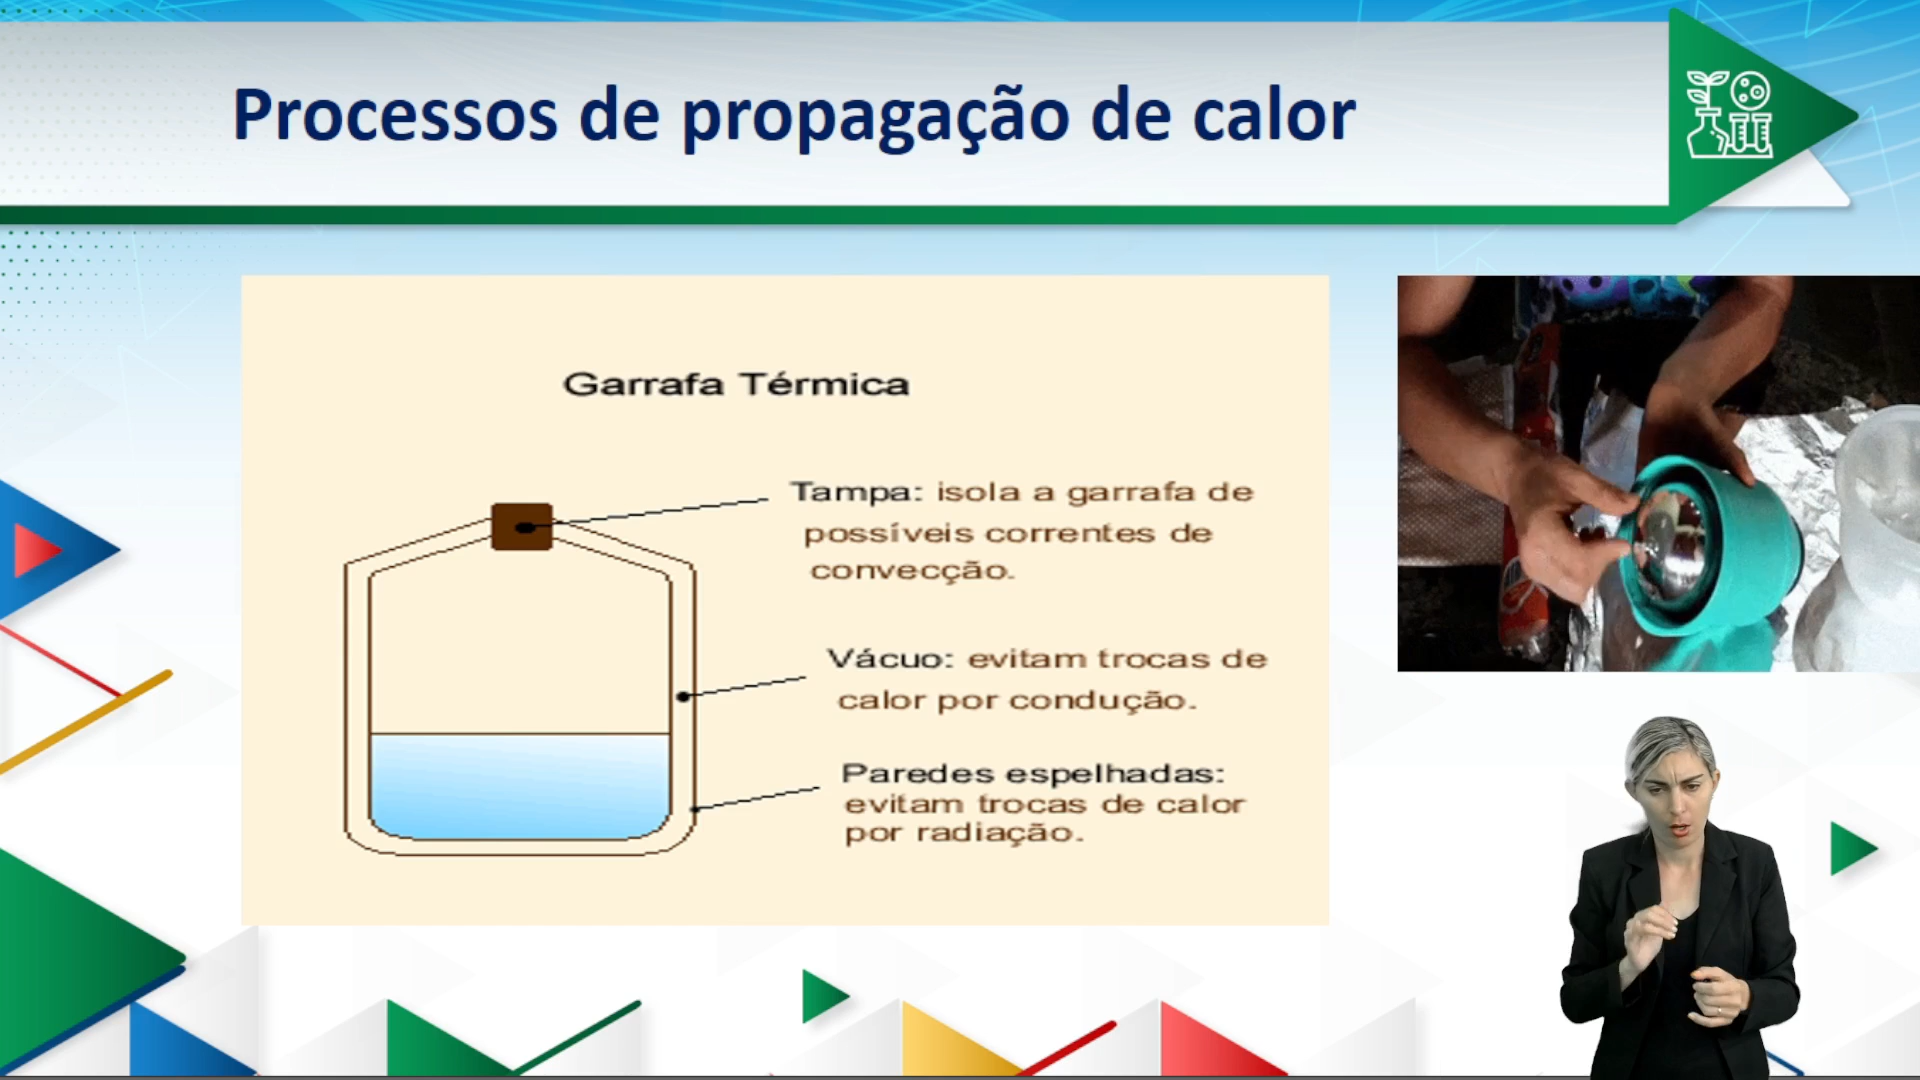 Processos de propagação de calor
Garrafa Térmica
Tampa: isola a garrafa de
possíveis correntes de
convecção.
Vácuo: evitam trocas de
calor por condução.
Paredes espelhadas:
evitam trocas de calor
por radiação.